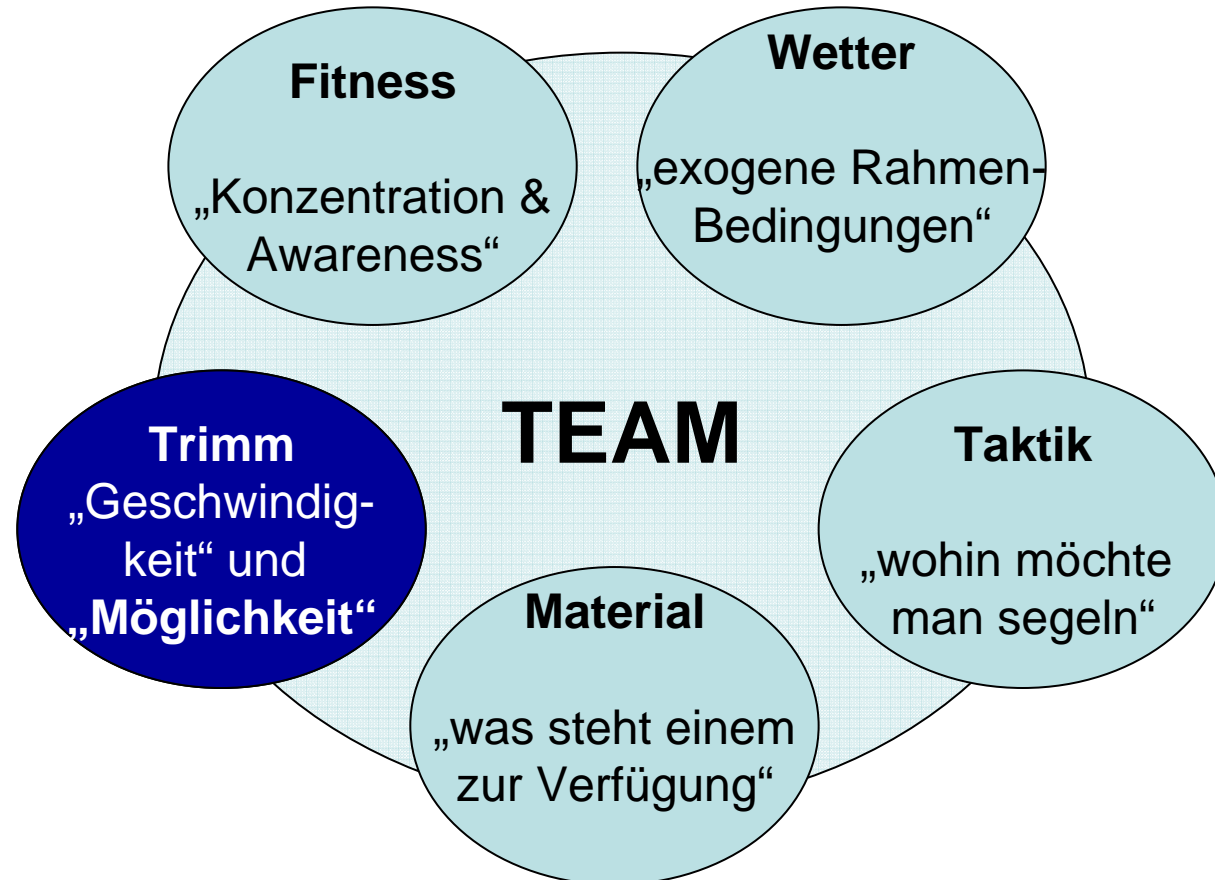 Fitness
„Konzentration &
Awareness“
Wetter
„exogene Rahmen-
Bedingungen“
TEAM
Trimm
„Geschwindig-
keit“ und
„Möglichkeit“
Taktik
„wohin möchte
man segeln“
Material
„was steht einem
zur Verfügung“